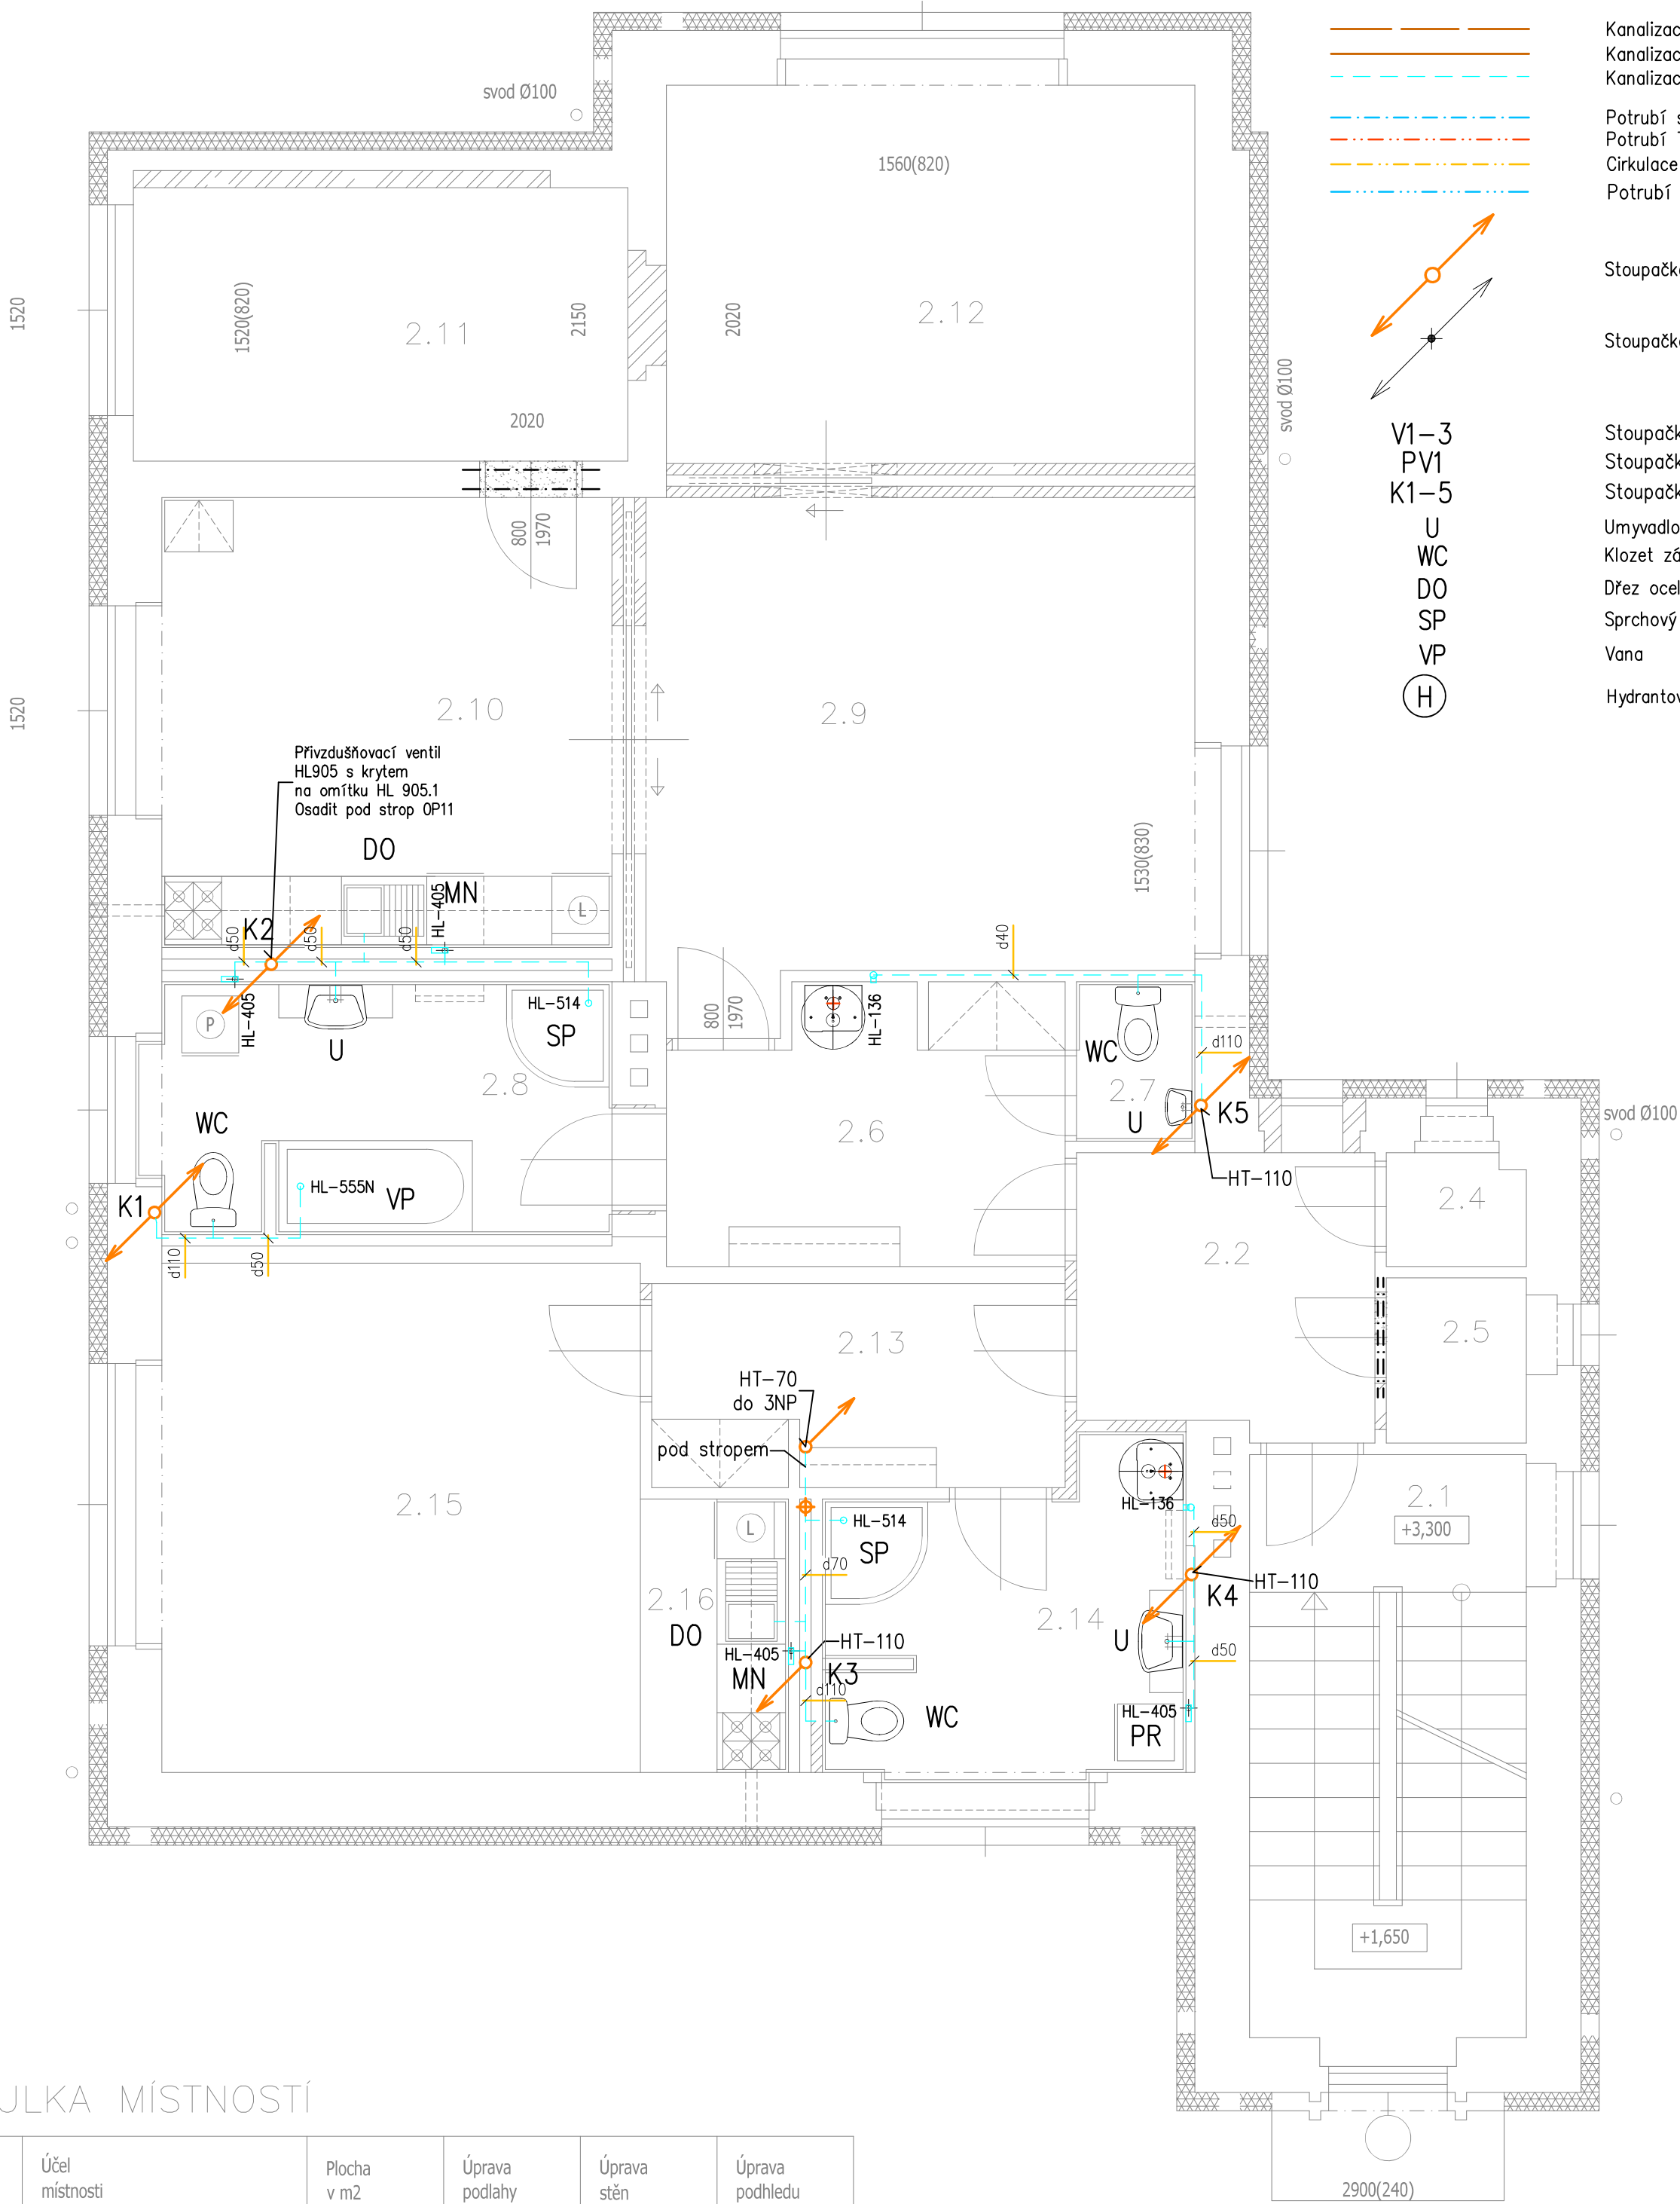 svod Ø100
1560(820)
1520
1520(820)
2.11
2150
2020
2.12
2020
svod Ø100
800
1970
1520
2.10
2.9
Přivzdušňovací ventil
HL905 s krytem
na omítku HL 905.1
Osadit pod strop 0P11
DO
MN
HL-405
L
1530(830)
K2
d50
d50
d50
d40
HL-405
P
U
HL-514
SP
2.8
800
1970
HL-136
WC
2.7
U
d110
K5
HT-110
svod Ø100
WC
K1
HL-555N
VP
d110
d50
2.6
2.4
2.2
2.5
2.13
HT-70
do 3NP
pod stropem
2.15
L
HL-514
SP
d70
HL-136
d50
2.1
+3,300
2.16
DO
HL-405
MN
HT-110
K3
d110
2.14
U
HT-110
K4
d50
WC
HL-405
PR
+1,650
2900(240)
Kanalizac
Kanalizac
Kanalizac
Potrubí s
Potrubí
Cirkulace
Potrubí
Stoupačk
Stoupačk
V1-3 Stoupačk
PV1 Stoupačk
K1-5 Stoupačk
U Umyvadlo
WC Klozet zá
DO Dřez ocel
SP Sprchový
VP Vana
H Hydrantov
ULKA MÍSTNOSTÍ
Účel
místnosti
Plocha
v m2
Úprava
podlahy
Úprava
stěn
Úprava
podhledu